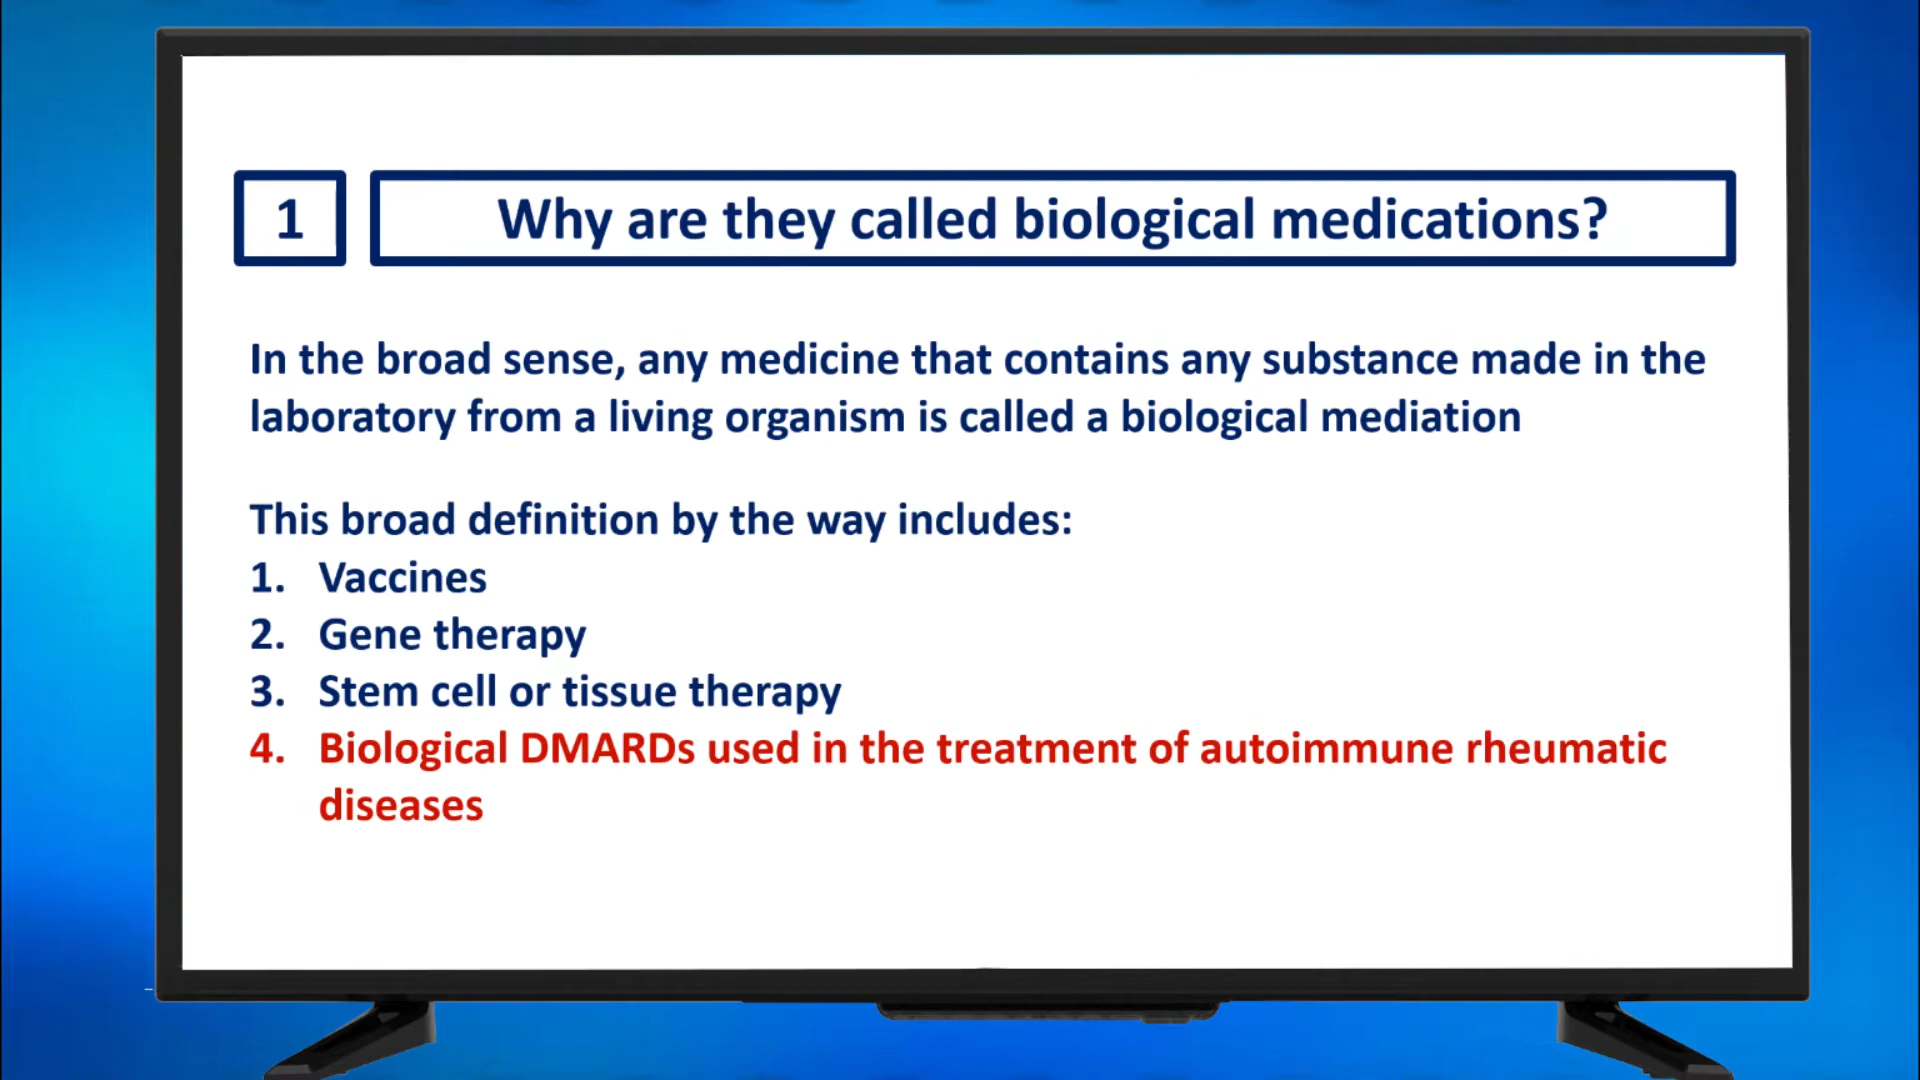 1
Why are they called biological medications?
In the broad sense, any medicine that contains any substance made in the
laboratory from a living organism is called a biological mediation
This broad definition by the way includes:
1. Vaccines
2. Gene therapy
3. Stem cell or tissue therapy
4. Biological DMARDs used in the treatment of autoimmune rheumatic
diseases